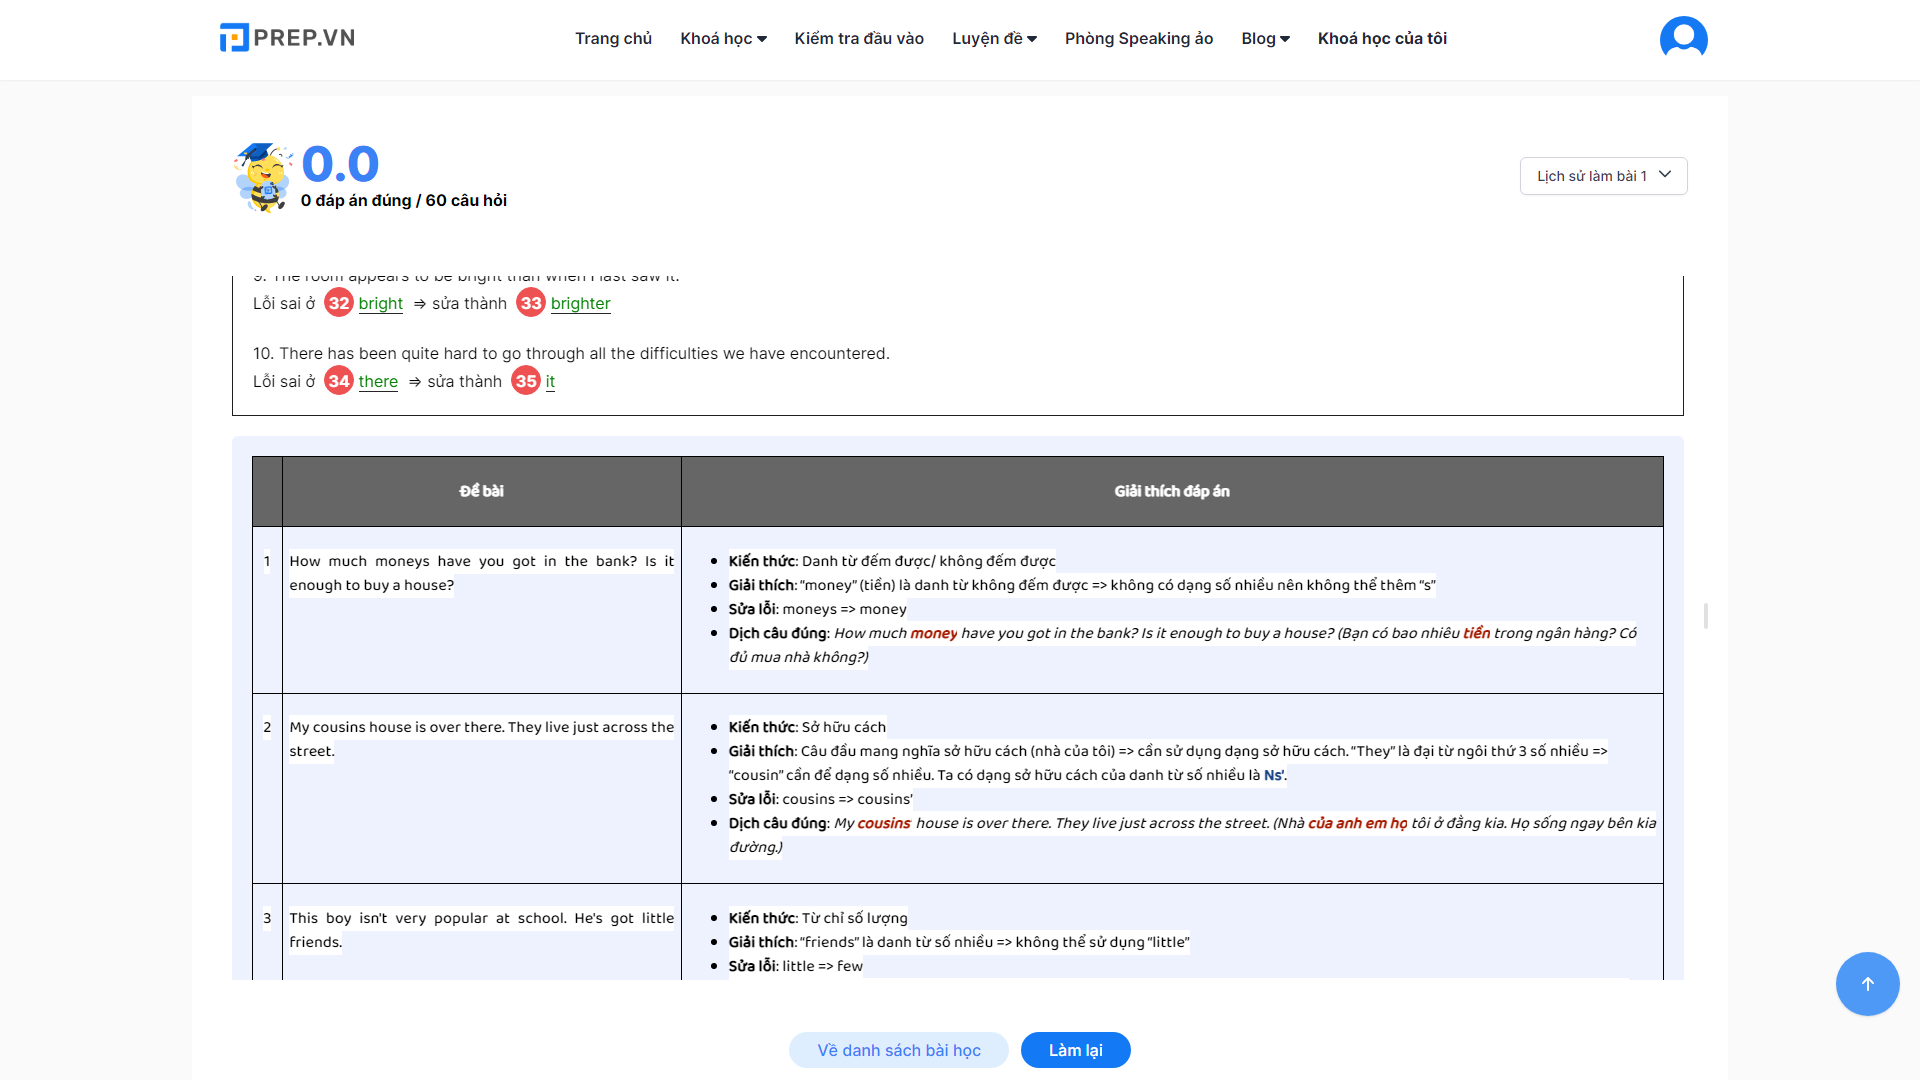 PREP.VN
Trang chủ
Khoá học
Kiểm tra đầu vào
Luyện đề
Phòng Speaking ảo
Blog
Khoá học của tôi
0.0
0 đáp án đúng / 60 câu hỏi
Lịch sử làm bài 1
9. The room appears to be bright than when I last saw it.
Lỗi sai ở 32 bright ⇒ sửa thành 33 brighter
10. There has been quite hard to go through all the difficulties we have encountered.
Lỗi sai ở 34 there ⇒ sửa thành 35 it
Đề bài
Giải thích đáp án
1
How much moneys have you got in the bank? Is it
enough to buy a house?
Kiến thức: Danh từ đếm được/ không đếm được
Giải thích: “money” (tiền) là danh từ không đếm được => không có dạng số nhiều nên không thể thêm “s”
Sửa lỗi: moneys => money
Dịch câu đúng: How much money have you got in the bank? Is it enough to buy a house? (Bạn có bao nhiêu tiền trong ngân hàng? Có
đủ mua nhà không?)
2
My cousins house is over there. They live just across the
street.
Kiến thức: Sở hữu cách
Giải thích: Câu đầu mang nghĩa sở hữu cách (nhà của tôi) => cần sử dụng dạng sở hữu cách. “They” là đại từ ngôi thứ 3 số nhiều =>
“cousin” cần để dạng số nhiều. Ta có dạng sở hữu cách của danh từ số nhiều là Ns’.
Sửa lỗi: cousins => cousins’
Dịch câu đúng: My cousins’ house is over there. They live just across the street. (Nhà của anh em họ tôi ở đằng kia. Họ sống ngay bên kia
đường.)
3
This boy isn't very popular at school. He's got little
friends.
Kiến thức: Từ chỉ số lượng
Giải thích: “friends” là danh từ số nhiều => không thể sử dụng “little”
Sửa lỗi: little => few
Về danh sách bài học
Làm lại